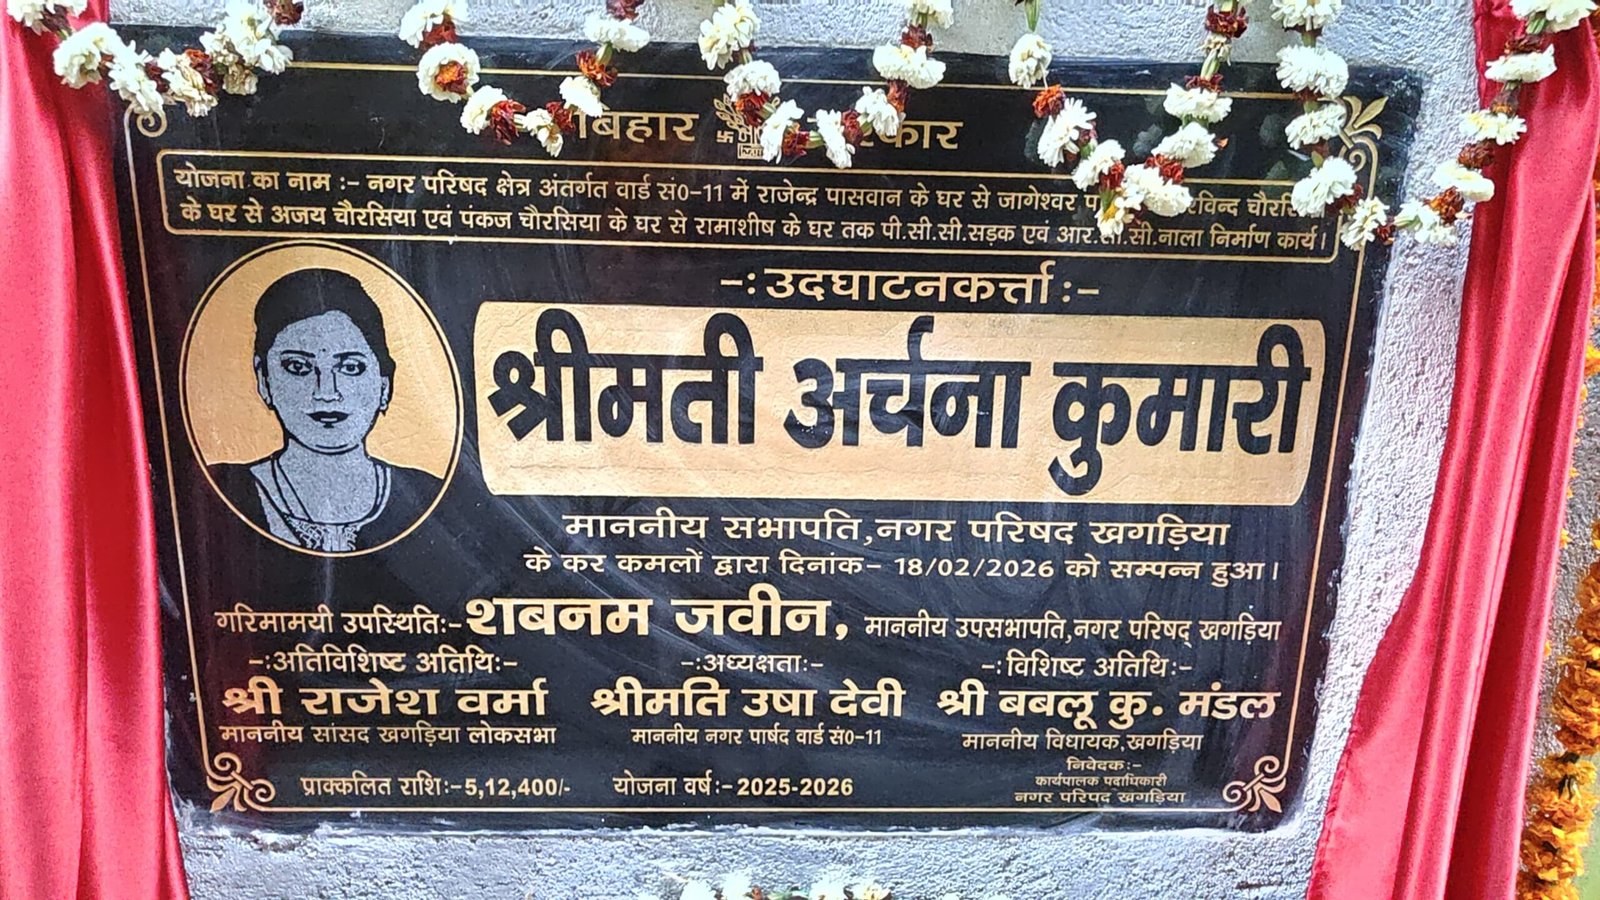 बिहार
योजना का नाम :- नगर परिषद क्षेत्र अंतर्गत वार्ड सं0-11 में राजेन्द्र पासवान के घर से जागेश्वर
के घर से अजय चौरसिया एवं पंकज चौरसिया के घर से रामाशीष के घर तक पी.सी.सी.सड़क एवं नाला निर्माण कार्य।
-:उदघाटनकर्त्ता:-
श्रीमती अर्चना कुमारी
माननीय सभापति,नगर परिषद खगड़िया
के कर कमलों द्वारा दिनांक- 18/02/2026 को सम्पन्न हुआ।
गरिमामयी उपस्थिति:- शबनम जवीन, माननीय उपसभापति,नगर परिषद् खगड़िया
-:अतिविशिष्ट अतिथि:- -:अध्यक्षता:- -:विशिष्ट अतिथि:-
श्री राजेश वर्मा श्रीमति उषा देवी श्री बबलू कु. मंडल
माननीय सांसद खगड़िया लोकसभा माननीय नगर पार्षद वार्ड सं0-11 माननीय विधायक,खगड़िया
निवेदक:-
कार्यपालक पदाधिकारी
प्राक्कलित राशि:-5,12,400/- योजना वर्ष:- 2025-2026 नगर परिषद खगड़िया